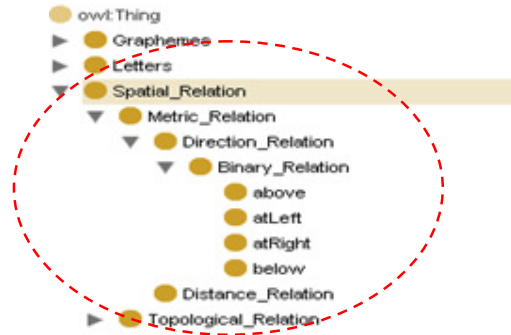 owl:Thing
Graphemes
Letters
Spatial_Relation
Metric_Relation
Direction_Relation
Binary_Relation
above
atLeft
atRight
below
Distance_Relation
Topological_Relation